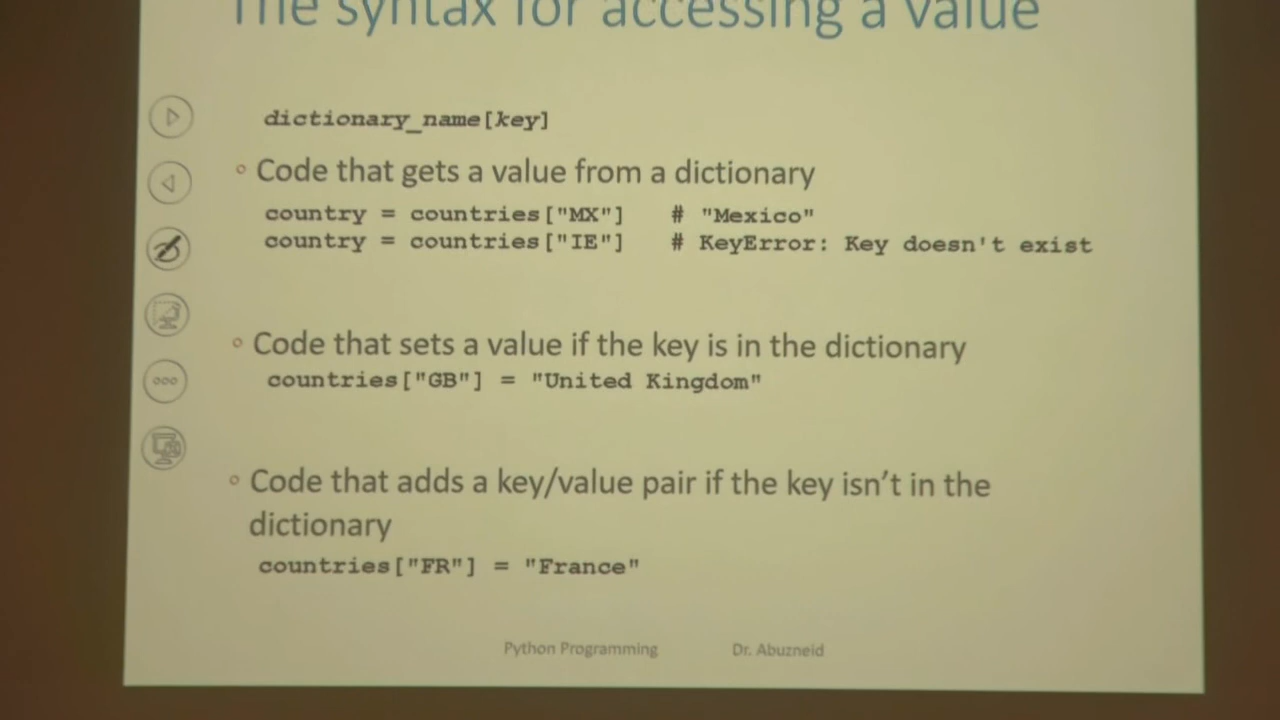 The syntax for accessing a value
dictionary_name[key]
Code that gets a value from a dictionary
country = countries["MX"] # "Mexico"
country = countries["IE"] # KeyError: Key doesn't exist
Code that sets a value if the key is in the dictionary
countries["GB"] = "United Kingdom"
Code that adds a key/value pair if the key isn't in the
dictionary
countries["FR"] = "France"
Python Programming Dr. Abuzneid